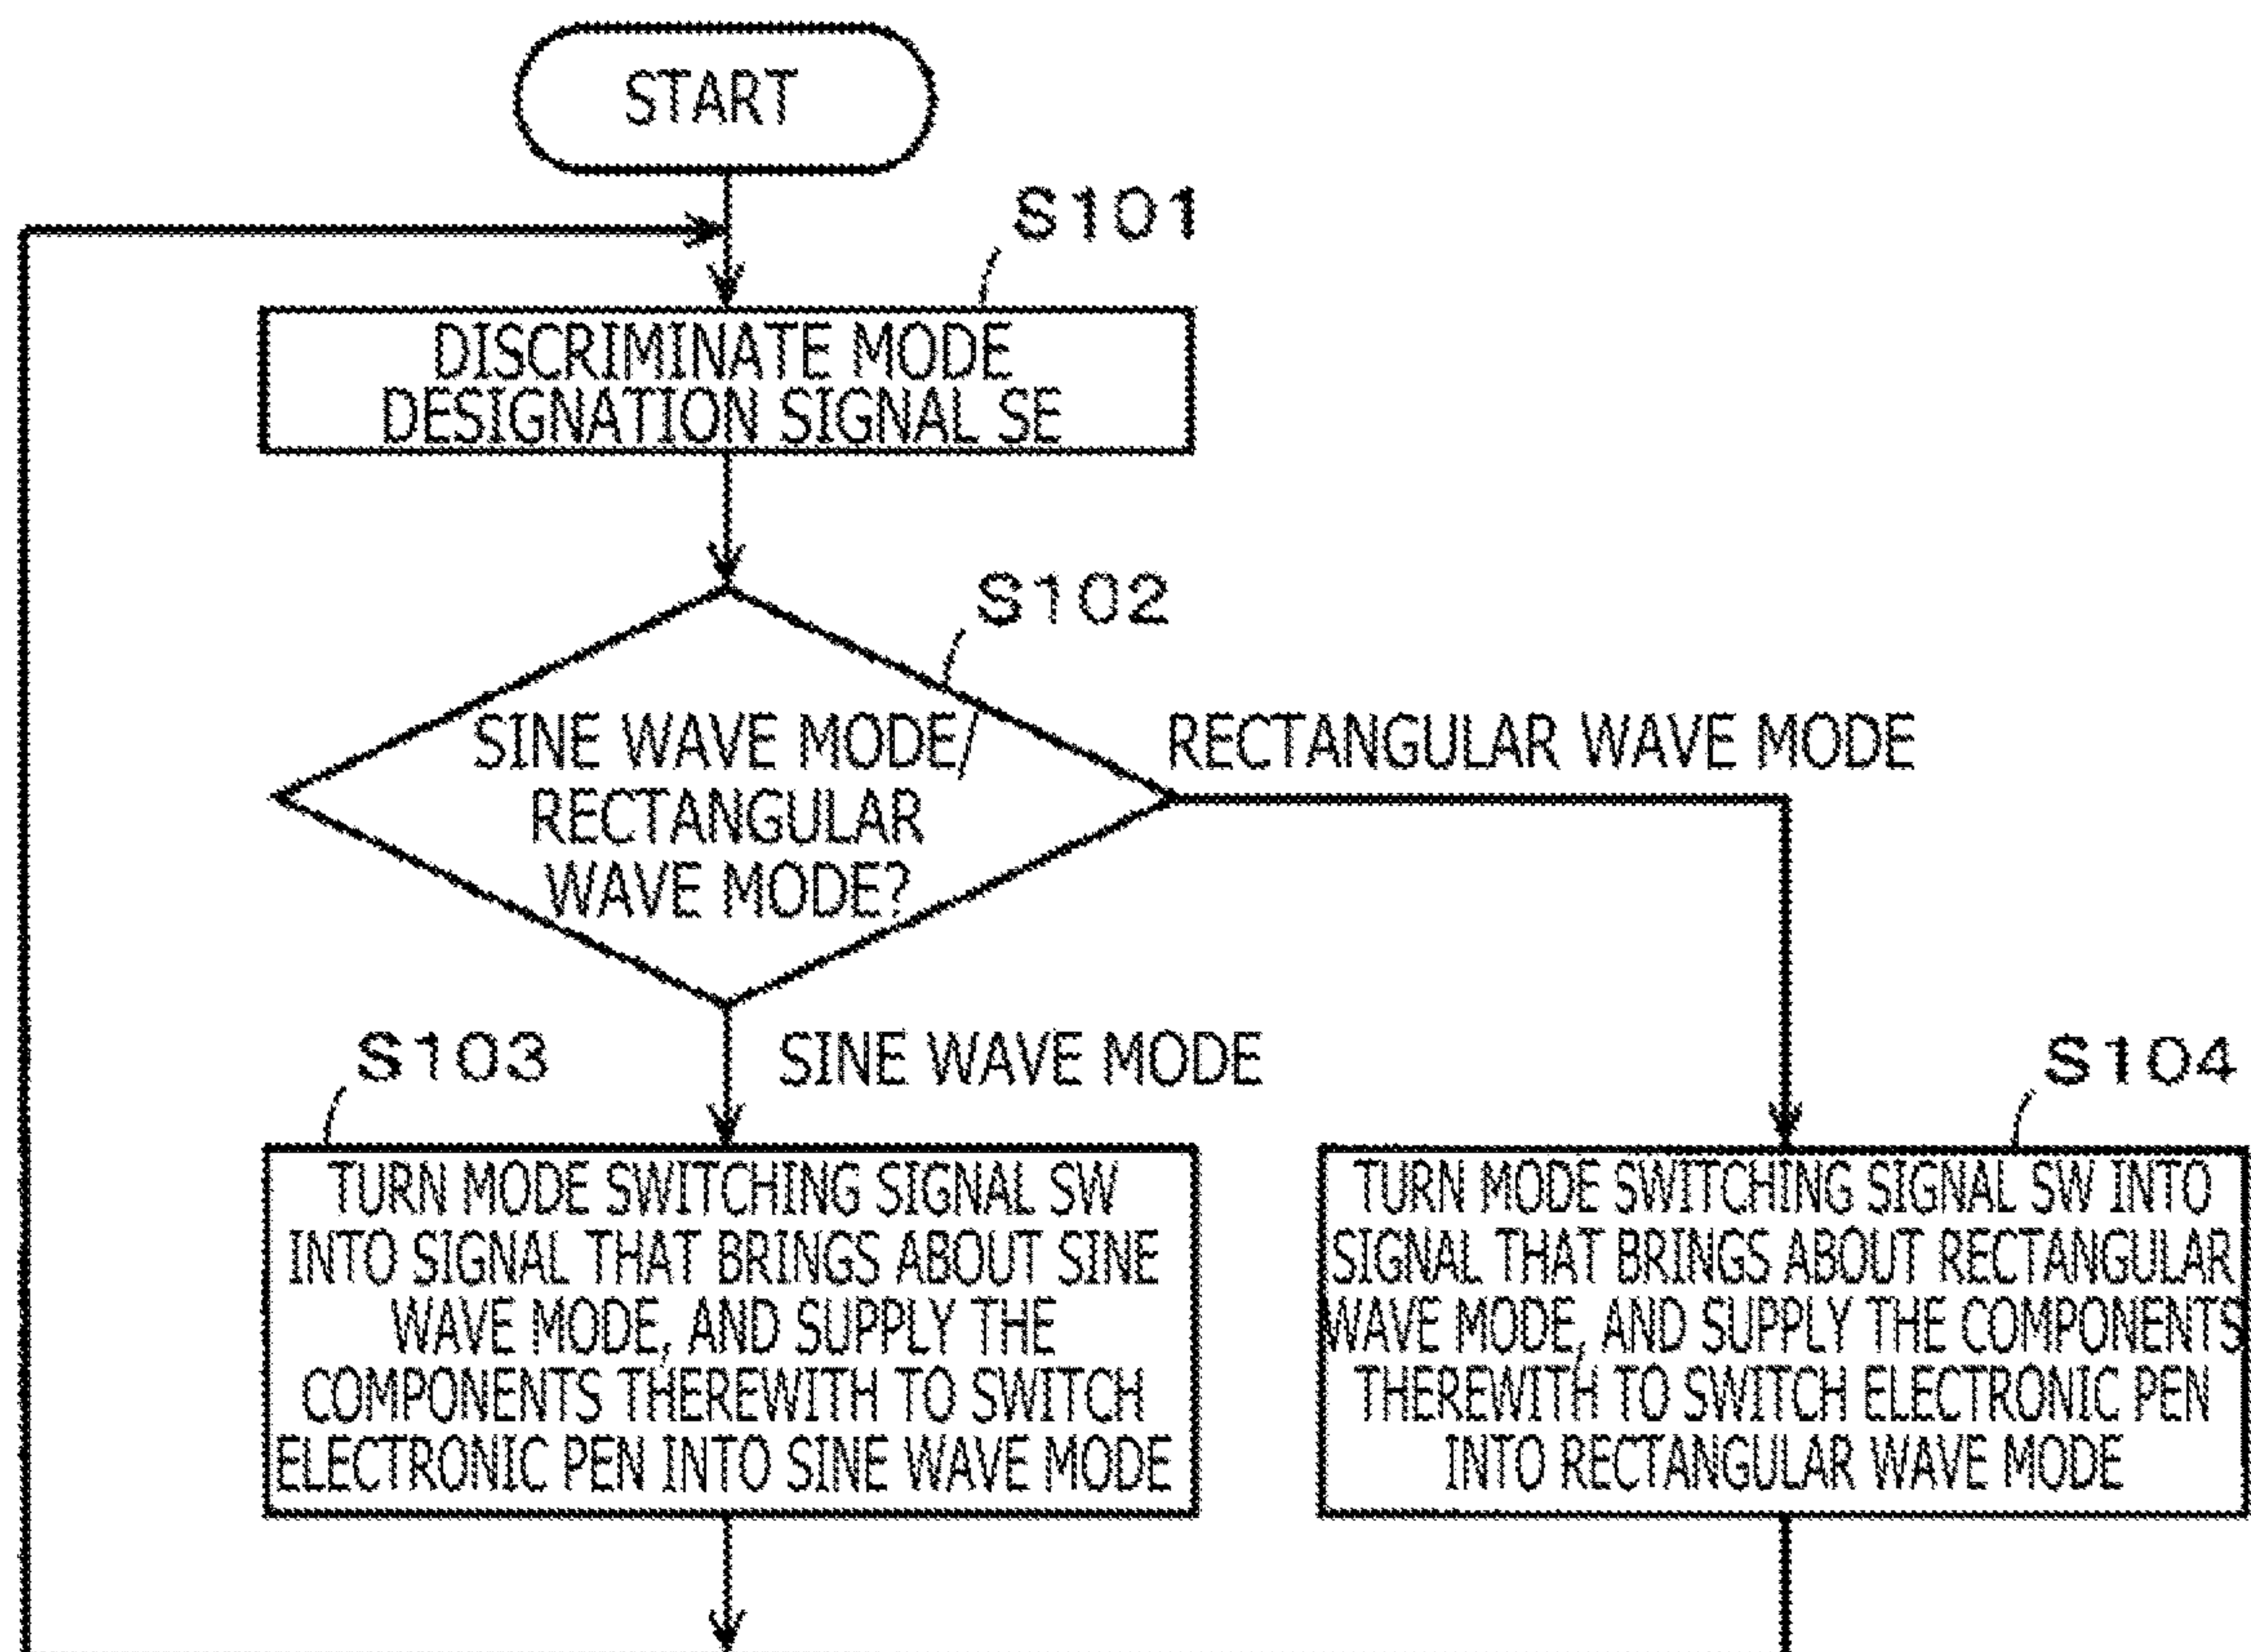 START
S101
DISCRIMINATE MODE
DESIGNATION SIGNAL SE
S102
SINE WAVE MODE/
RECTANGULAR
WAVE MODE?
RECTANGULAR WAVE MODE
SINE WAVE MODE
S103
TURN MODE SWITCHING SIGNAL SW
INTO SIGNAL THAT BRINGS ABOUT SINE
WAVE MODE, AND SUPPLY THE
COMPONENTS THEREWITH TO SWITCH
ELECTRONIC PEN INTO SINE WAVE MODE
S104
TURN MODE SWITCHING SIGNAL SW INTO
SIGNAL THAT BRINGS ABOUT RECTANGULAR
WAVE MODE, AND SUPPLY THE COMPONENTS
THEREWITH TO SWITCH ELECTRONIC PEN
INTO RECTANGULAR WAVE MODE